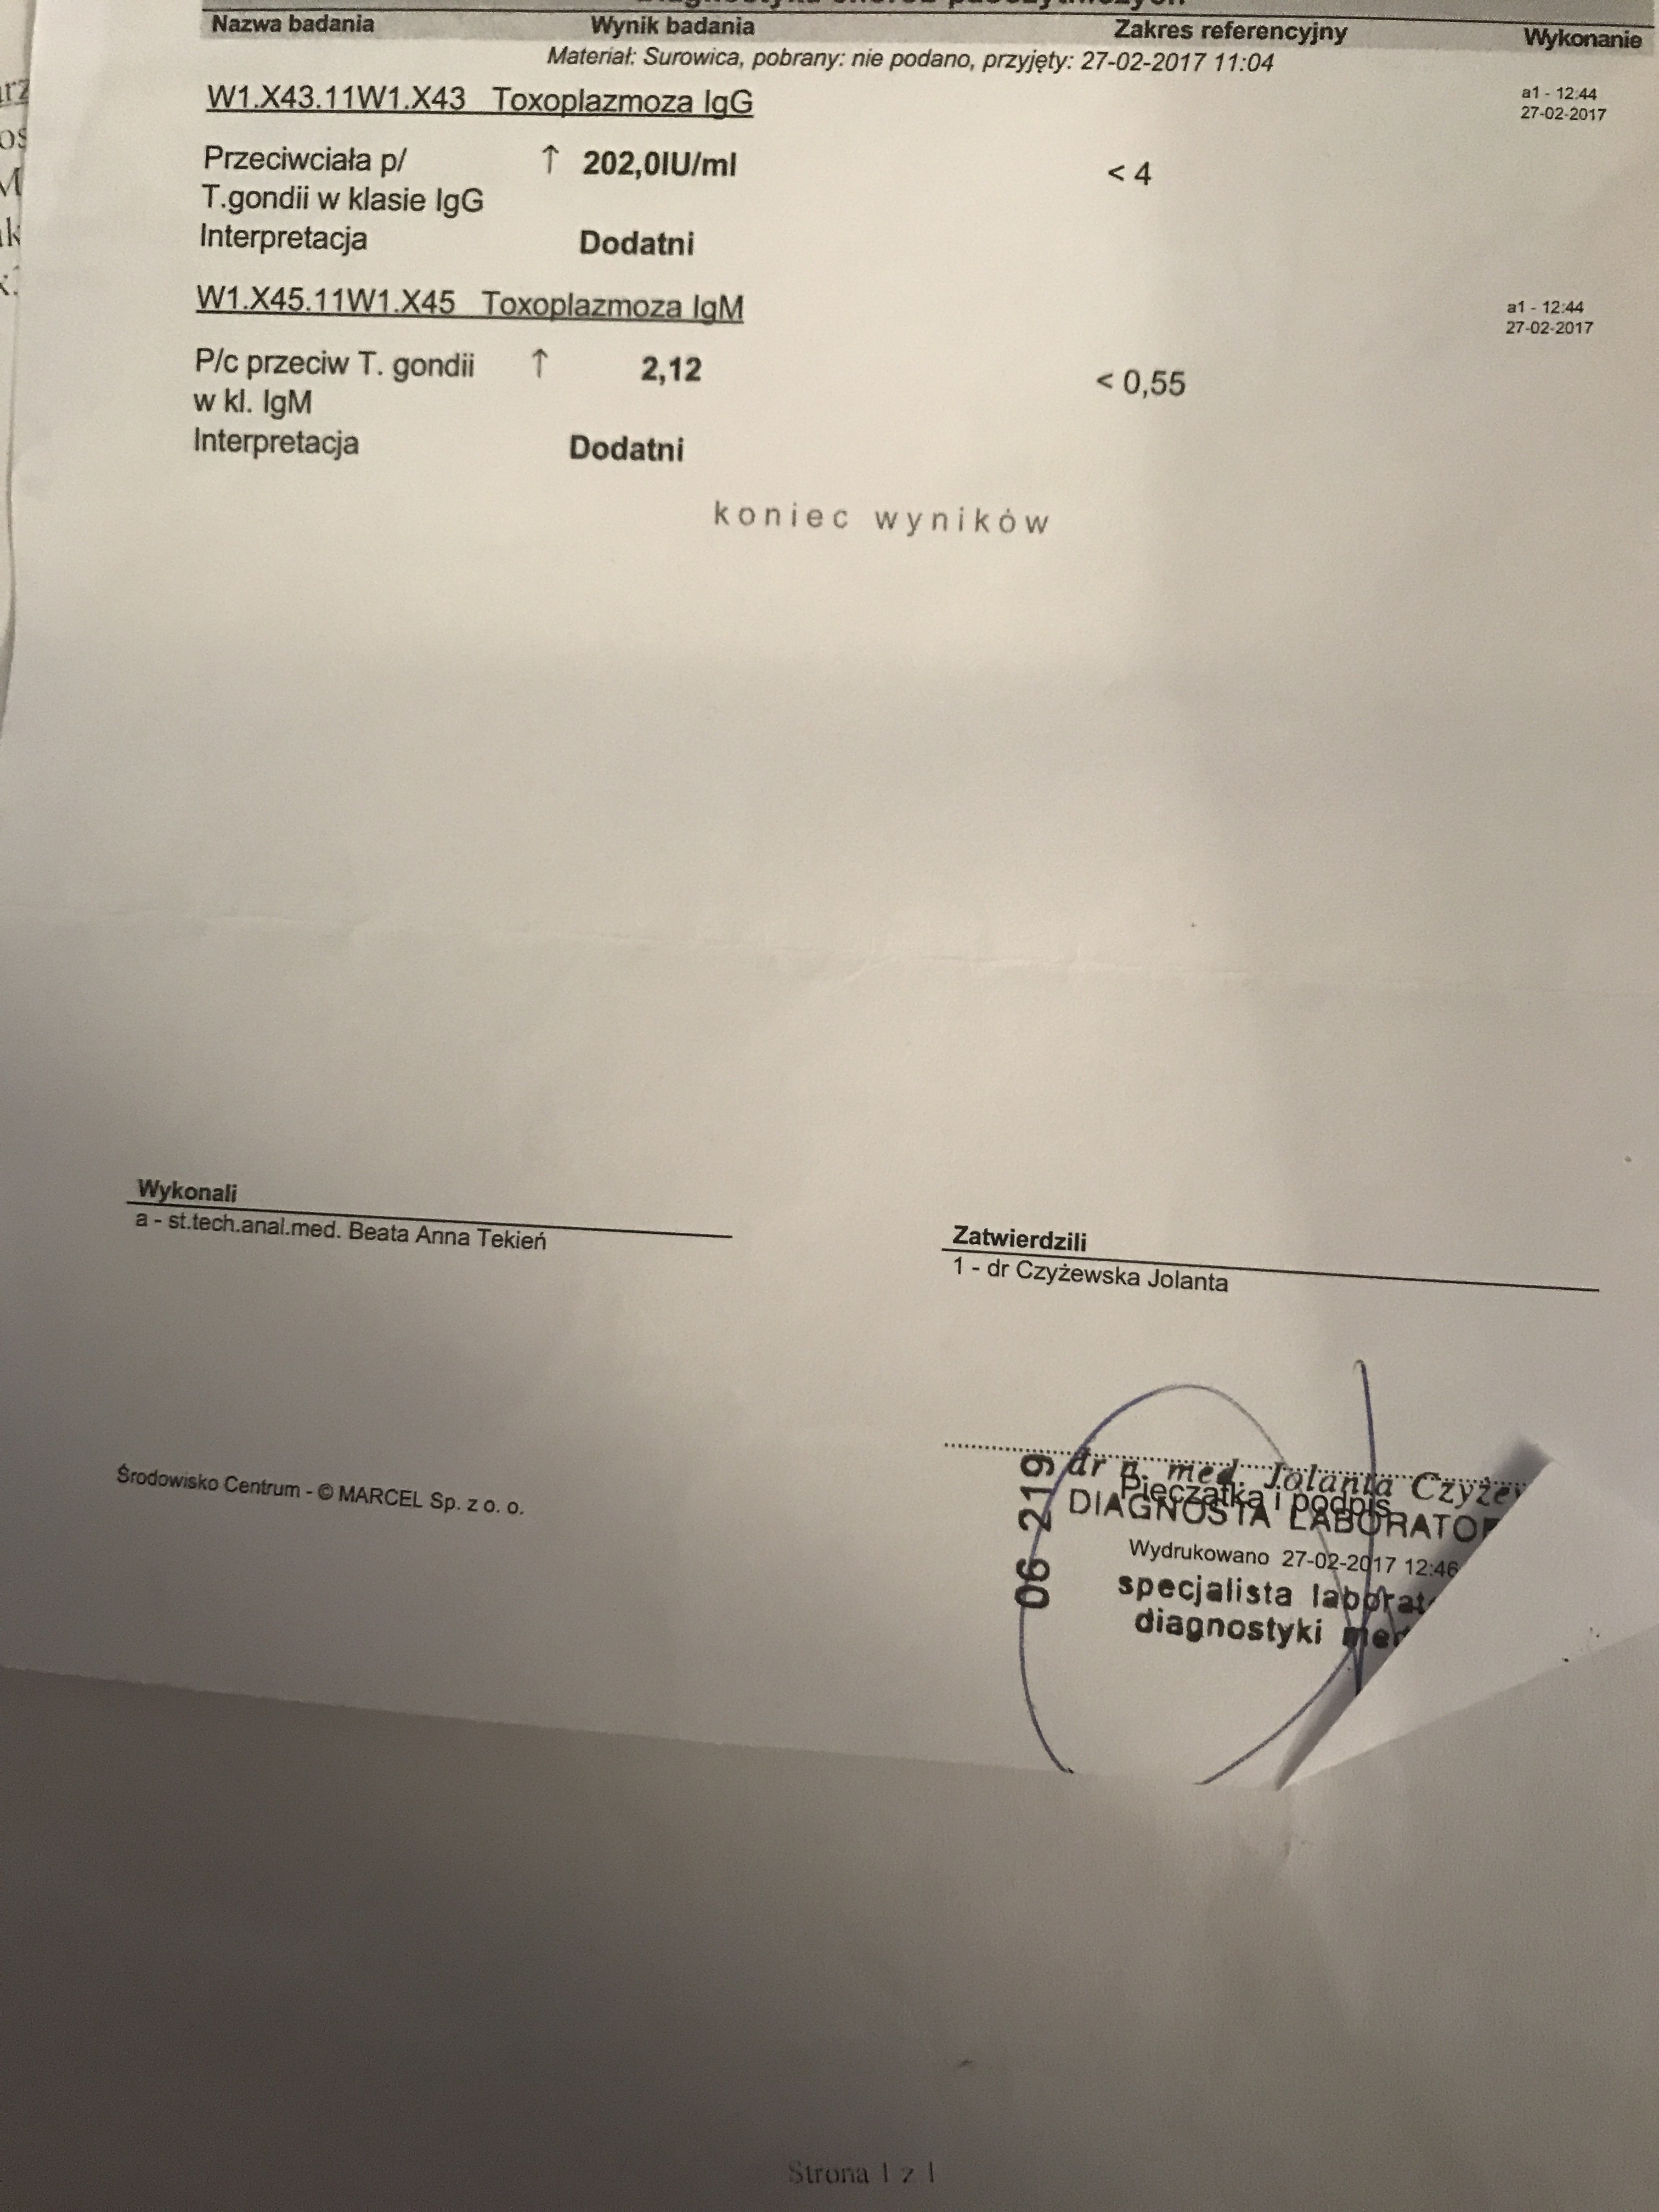 Nazwa badania Wynik badania Zakres referencyjny Wykonanie
Materiał: Surowica, pobrany: nie podano, przyjęty: 27-02-2017 11:04
W1.X43.11W1.X43 Toxoplazmoza IgG a1 - 12:44
27-02-2017
Przeciwciała p/ ↑ 202,0IU/ml < 4
T.gondii w klasie IgG
Interpretacja Dodatni
W1.X45.11W1.X45 Toxoplazmoza IgM a1 - 12:44
27-02-2017
P/c przeciw T. gondii ↑ 2,12 < 0,55
w kl. IgM
Interpretacja Dodatni
koniec wyników
Wykonali
a - st.tech.anal.med. Beata Anna Tekień
Zatwierdzili
1 - dr Czyżewska Jolanta
Środowisko Centrum - © MARCEL Sp. z o. o.
06 219
dr n. med. Jolanta
Pieczątka i podpis
DIAGNOSTA
Wydrukowano 27-02-2017 12:46
specjalista
diagnostyki
Strona 1 z 1